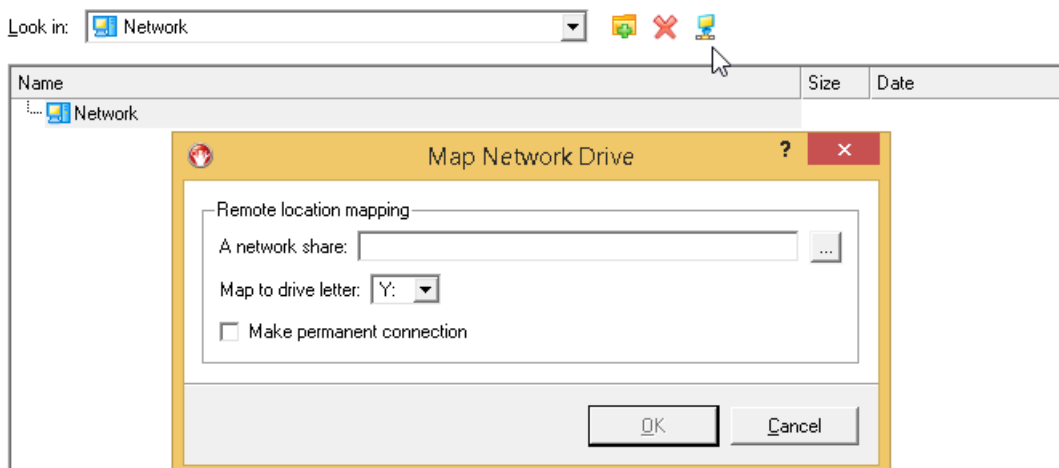 Look in: Network
Name Size Date
Network
Map Network Drive ? ×
Remote location mapping
A network share: ...
Map to drive letter: Y:
Make permanent connection
OK Cancel